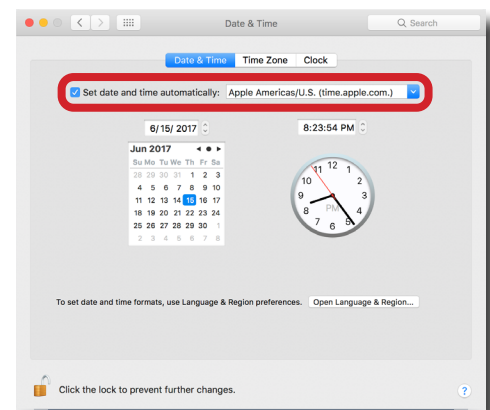 Date & Time
Search
Date & Time Time Zone Clock
Set date and time automatically: Apple Americas/U.S. (time.apple.com.)
6/15/2017 8:23:54 PM
Jun 2017
Su Mo Tu We Th Fr Sa
28 29 30 31 1 2 3
4 5 6 7 8 9 10
11 12 13 14 15 16 17
18 19 20 21 22 23 24
25 26 27 28 29 30 1
2 3 4 5 6 7 8
12
11 1
10 2
9 3
8 PM 4
7 5
6
To set date and time formats, use Language & Region preferences. Open Language & Region...
Click the lock to prevent further changes. ?